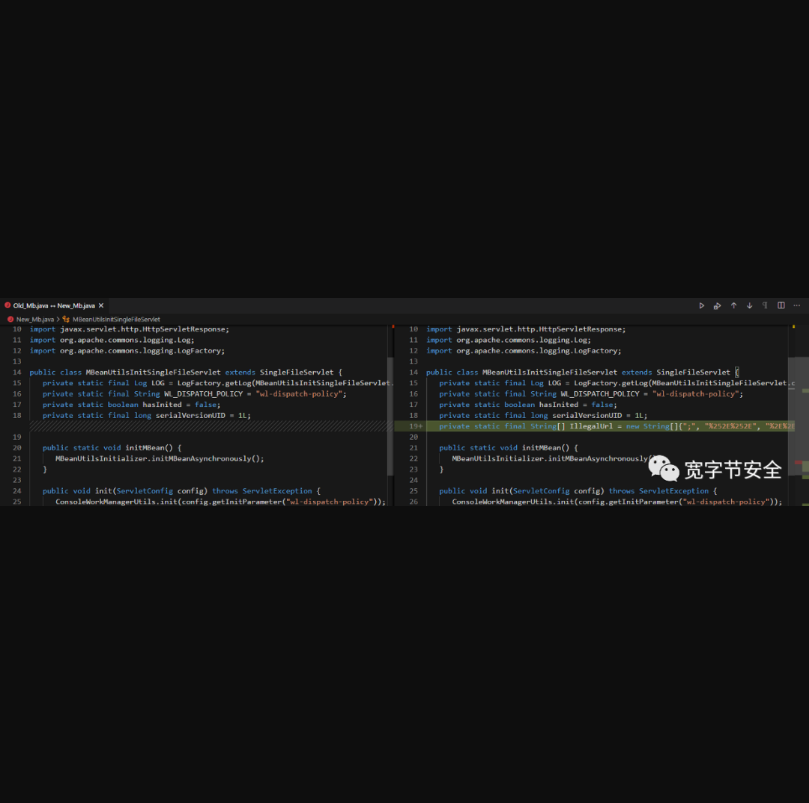 Old_Mb.java ↔ New_Mb.java ×
New_Mb.java > MBeanUtilsInitSingleFileServlet
10 import javax.servlet.http.HttpServletResponse;
11 import org.apache.commons.logging.Log;
12 import org.apache.commons.logging.LogFactory;
13
14 public class MBeanUtilsInitSingleFileServlet extends SingleFileServlet {
15 private static final Log LOG = LogFactory.getLog(MBeanUtilsInitSingleFileServlet.
16 private static final String WL_DISPATCH_POLICY = "wl-dispatch-policy";
17 private static boolean hasInited = false;
18 private static final long serialVersionUID = 1L;
19
20 public static void initMBean() {
21 MBeanUtilsInitializer.initMBeanAsynchronously();
22 }
23
24 public void init(ServletConfig config) throws ServletException {
25 ConsoleWorkManagerUtils.init(config.getInitParameter("wl-dispatch-policy"));
10 import javax.servlet.http.HttpServletResponse;
11 import org.apache.commons.logging.Log;
12 import org.apache.commons.logging.LogFactory;
13
14 public class MBeanUtilsInitSingleFileServlet extends SingleFileServlet {
15 private static final Log LOG = LogFactory.getLog(MBeanUtilsInitSingleFileServlet.c
16 private static final String WL_DISPATCH_POLICY = "wl-dispatch-policy";
17 private static boolean hasInited = false;
18 private static final long serialVersionUID = 1L;
19+ private static final String[] IllegalUrl = new String[]{";", "%252E%252E", "%2E%2E
20
21 public static void initMBean() {
22 MBeanUtilsInitializer.initMBeanAsynchronously
23 }
24
25 public void init(ServletConfig config) throws ServletException {
26 ConsoleWorkManagerUtils.init(config.getInitParameter("wl-dispatch-policy"));
宽字节安全